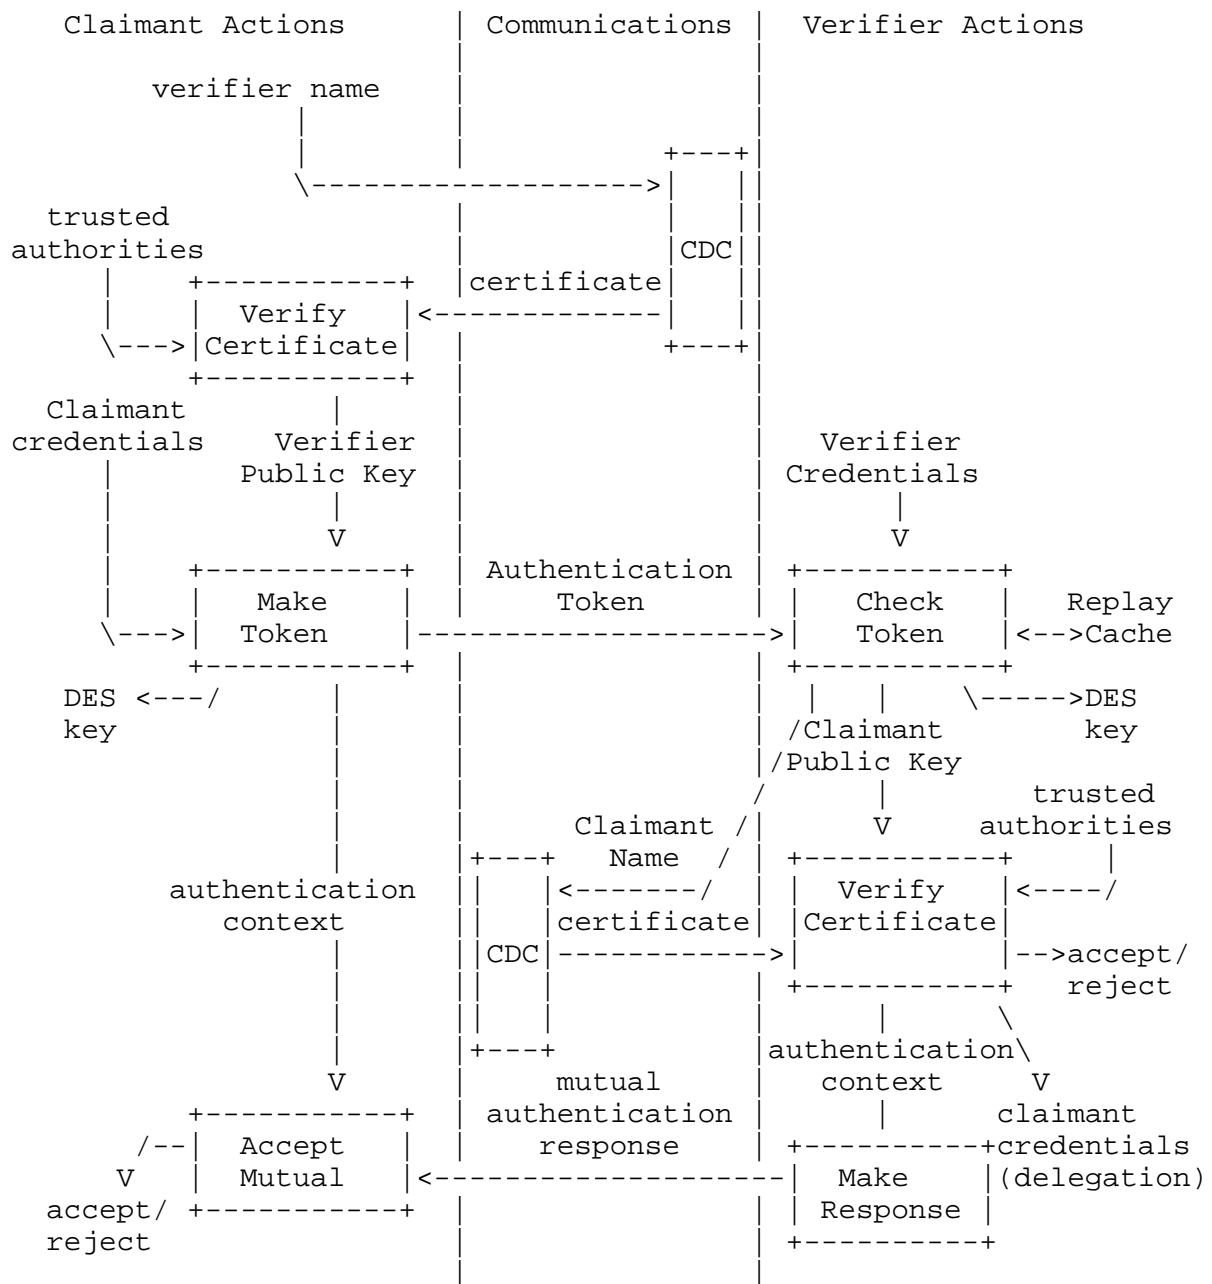 Claimant Actions Communications Verifier Actions
verifier name
trusted
authorities CDC
certificate
Verify
Certificate
Claimant
credentials Verifier Verifier
Public Key Credentials
V V
Authentication
Make Token Check Replay
Token Token Cache
DES DES
key Claimant key
Public Key
trusted
Claimant V authorities
Name
authentication Verify
context certificate Certificate
CDC accept/
reject
authentication
V mutual context V
authentication claimant
Accept response credentials
V Mutual Make (delegation)
accept/ Response
reject